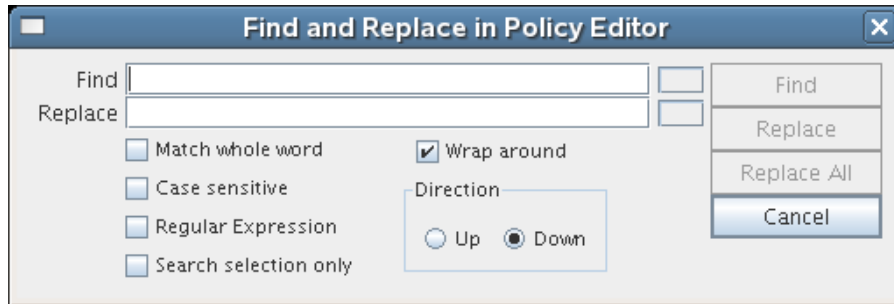 Find and Replace in Policy Editor
Find
Find
Replace
Replace
Match whole word
Wrap around
Replace All
Case sensitive
Direction
Cancel
Regular Expression
Up
Down
Search selection only